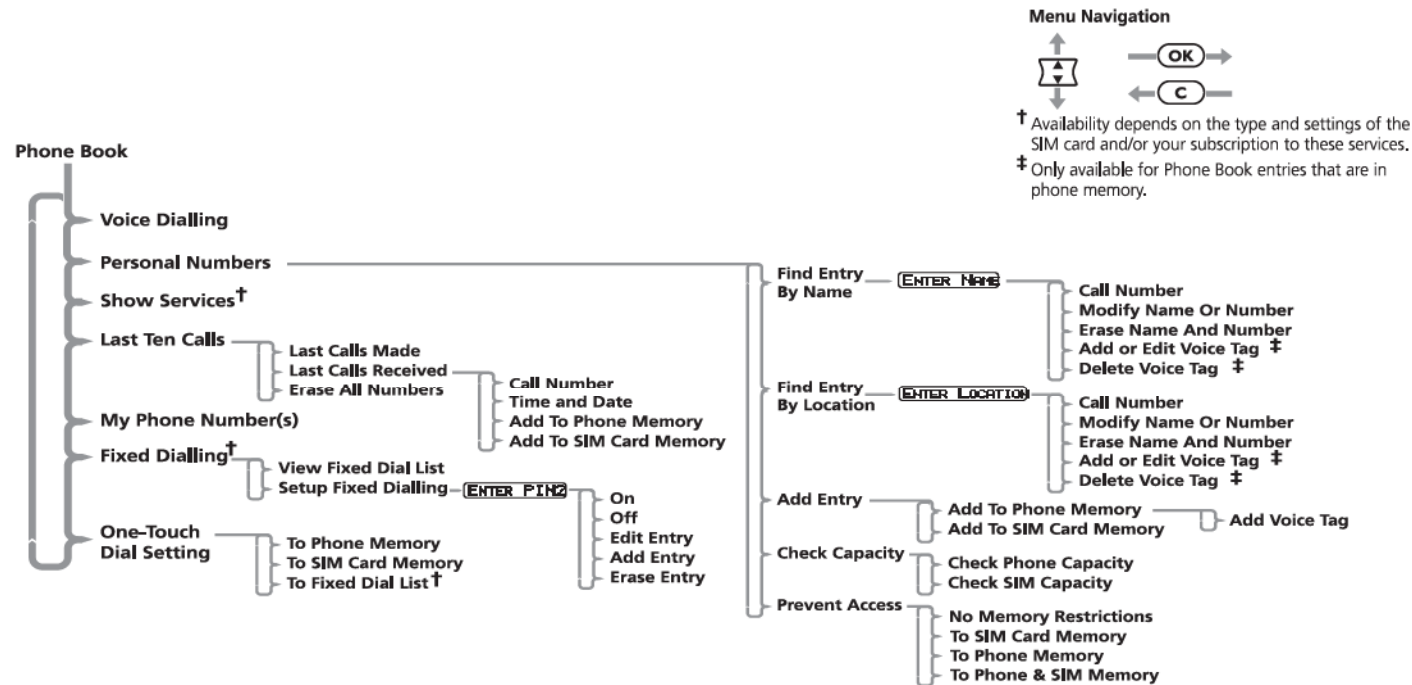 Menu Navigation
OK
C
† Availability depends on the type and settings of the
SIM card and/or your subscription to these services.
‡ Only available for Phone Book entries that are in
phone memory.
Phone Book
Voice Dialling
Personal Numbers
Show Services†
Last Ten Calls
Last Calls Made
Last Calls Received
Erase All Numbers
Call Number
Time and Date
Add To Phone Memory
Add To SIM Card Memory
My Phone Number(s)
Fixed Dialling†
View Fixed Dial List
Setup Fixed Dialling
ENTER PIN2
On
Off
Edit Entry
Add Entry
Erase Entry
One-Touch
Dial Setting
To Phone Memory
To SIM Card Memory
To Fixed Dial List†
Find Entry
By Name
ENTER NAME
Call Number
Modify Name Or Number
Erase Name And Number
Add or Edit Voice Tag ‡
Delete Voice Tag ‡
Find Entry
By Location
ENTER LOCATION
Call Number
Modify Name Or Number
Erase Name And Number
Add or Edit Voice Tag ‡
Delete Voice Tag ‡
Add Entry
Add To Phone Memory
Add To SIM Card Memory
Add Voice Tag
Check Capacity
Check Phone Capacity
Check SIM Capacity
Prevent Access
No Memory Restrictions
To SIM Card Memory
To Phone Memory
To Phone & SIM Memory